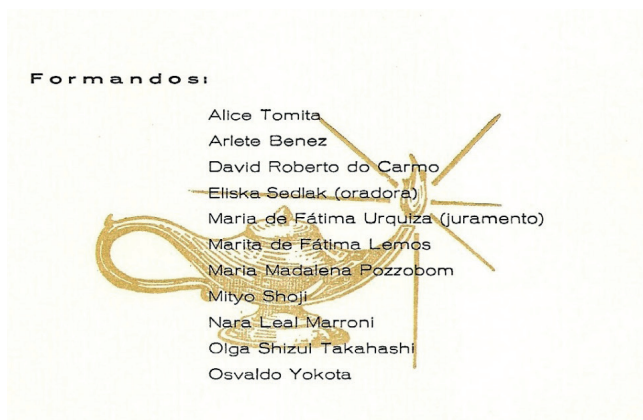 Formandos:
Alice Tomita
Arlete Benez
David Roberto do Carmo
Eliska Sedlak (oradora)
Maria de Fátima Urquiza (juramento)
Marita de Fátima Lemos
Maria Madalena Pozzobom
Mityo Shoji
Nara Leal Marroni
Olga Shizui Takahashi
Osvaldo Yokota